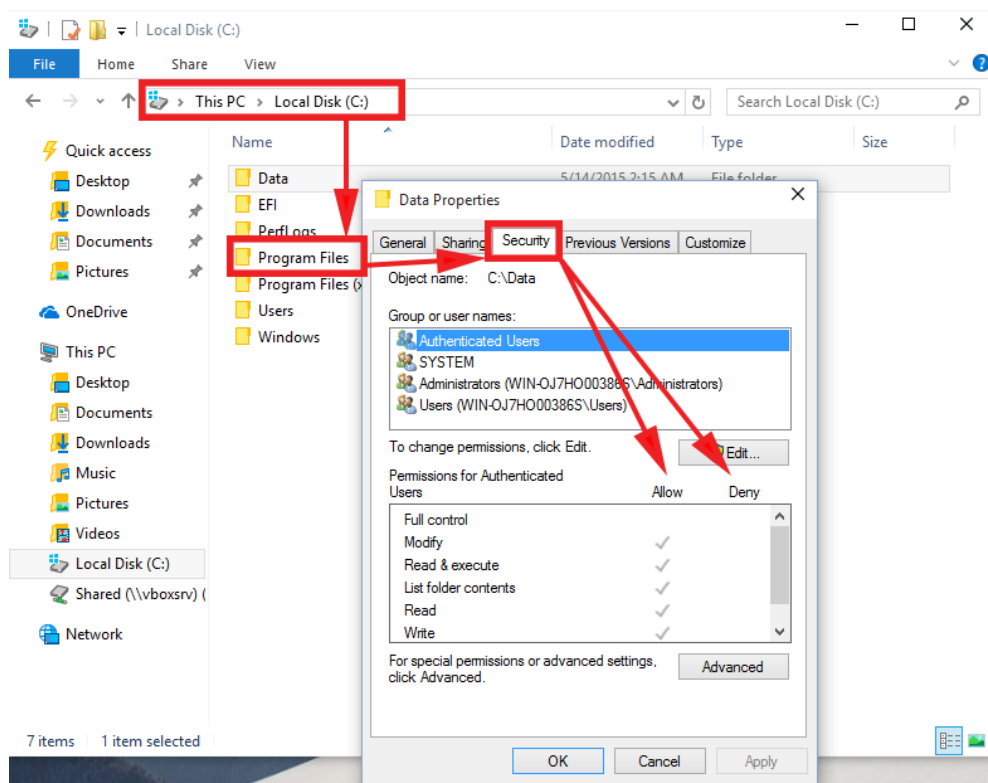 Local Disk (C:)
File Home Share View
This PC > Local Disk (C:)
Search Local Disk (C:)
Name Date modified Type Size
Quick access
Desktop
Downloads
Documents
Pictures
OneDrive
This PC
Desktop
Documents
Downloads
Music
Pictures
Videos
Local Disk (C:)
Shared (\\vboxsrv) (
Network
Data 5/14/2015 2:15 AM File folder
EFI
PerfLogs
Program Files
Program Files (x
Users
Windows
Data Properties
General Sharing Security Previous Versions Customize
Object name: C:\Data
Group or user names:
Authenticated Users
SYSTEM
Administrators (WIN-OJ7HO00386S\Administrators)
Users (WIN-OJ7HO00386S\Users)
To change permissions, click Edit.
Edit...
Permissions for Authenticated
Users Allow Deny
Full control
Modify
Read & execute
List folder contents
Read
Write
For special permissions or advanced settings,
click Advanced.
Advanced
OK Cancel Apply
7 items 1 item selected